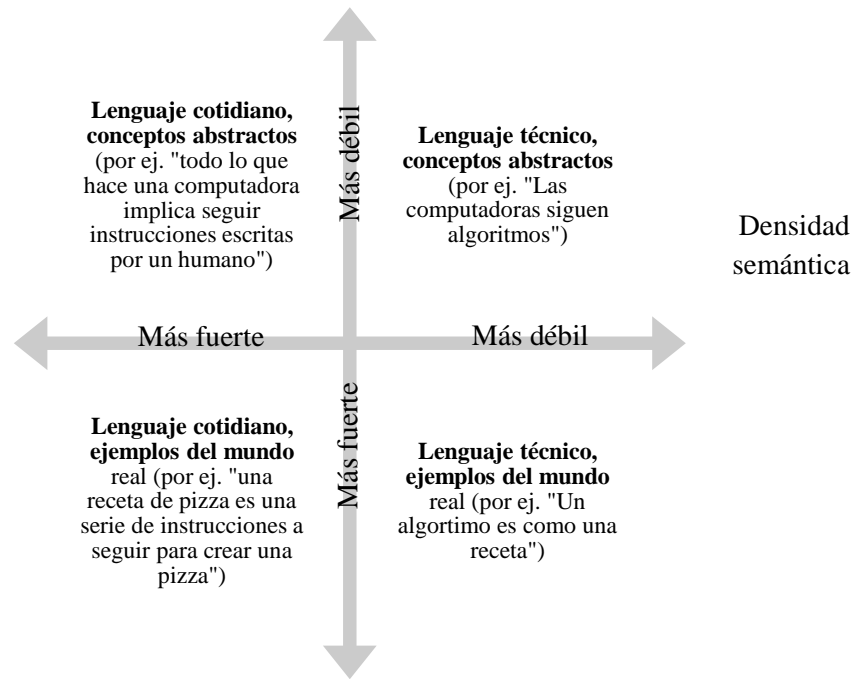 Lenguaje cotidiano,
conceptos abstractos
(por ej. "todo lo que
hace una computadora
implica seguir
instrucciones escritas
por un humano")
Más débil
Lenguaje técnico,
conceptos abstractos
(por ej. "Las
computadoras siguen
algoritmos")
Densidad
semántica
Más fuerte
Más débil
Lenguaje cotidiano,
ejemplos del mundo
real (por ej. "una
receta de pizza es una
serie de instrucciones a
seguir para crear una
pizza")
Más fuerte
Lenguaje técnico,
ejemplos del mundo
real (por ej. "Un
algortimo es como una
receta")